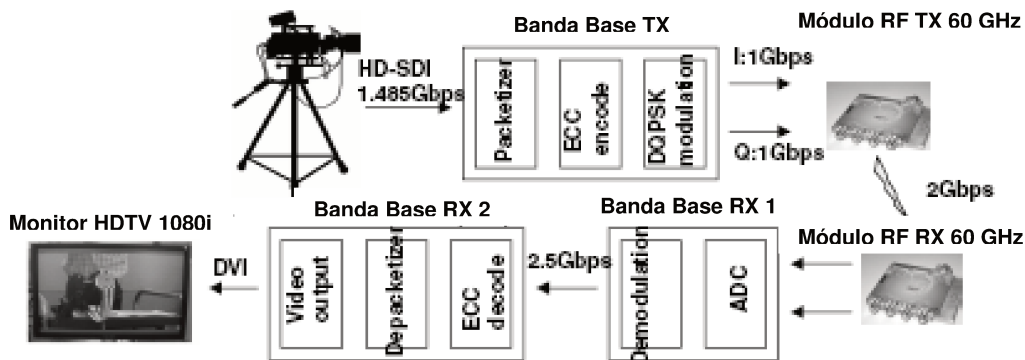 Banda Base TX
Módulo RF TX 60 GHz
HD-SDI
1.485Gbps
Packetizer
ECC
encode
DQPSK
modulation
I:1Gbps
Q:1Gbps
2Gbps
Monitor HDTV 1080i
Banda Base RX 2
Banda Base RX 1
Módulo RF RX 60 GHz
DVI
Video
output
Depacketizer
ECC
decode
2.5Gbps
Demodulation
ADC